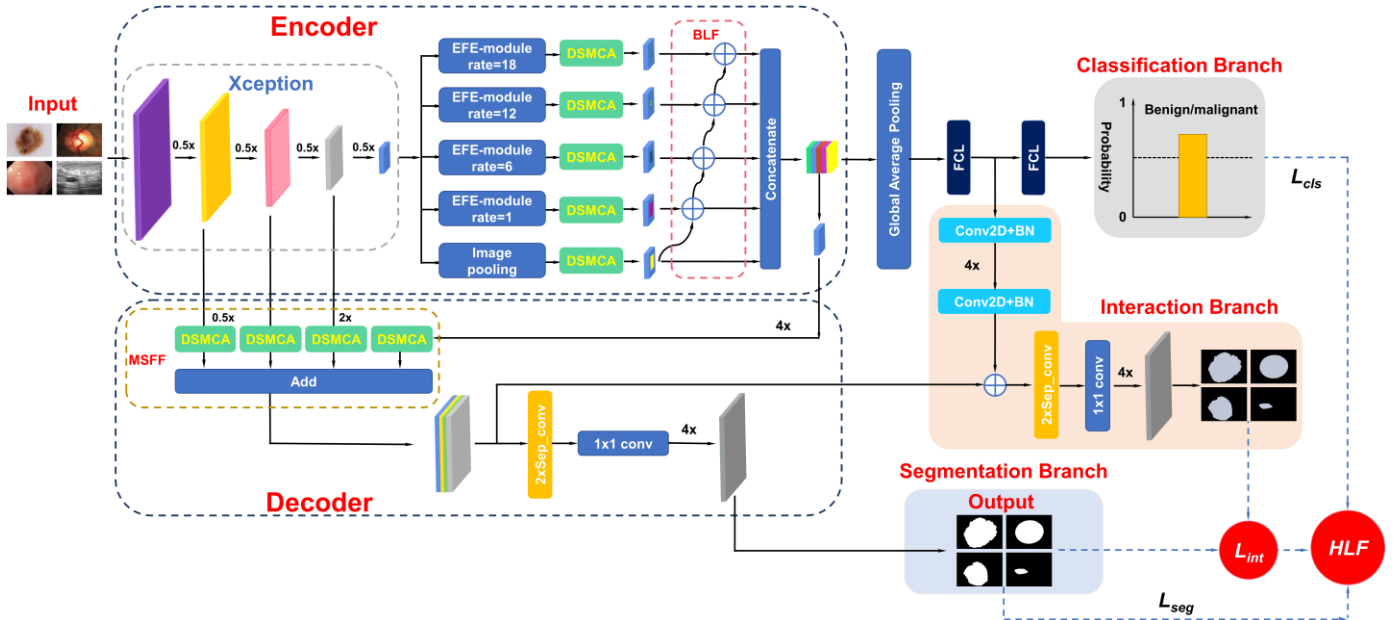 Encoder
Input
Xception
0.5x
0.5x
0.5x
0.5x
EFE-module
rate=18
DSMCA
EFE-module
rate=12
DSMCA
EFE-module
rate=6
DSMCA
EFE-module
rate=1
DSMCA
Image
pooling
DSMCA
BLF
Concatenate
Global Average Pooling
FCL
FCL
Classification Branch
1
Benign/malignant
Probability
0
L_cls
Conv2D+BN
4x
Conv2D+BN
Interaction Branch
2xSep_conv
1x1 conv
4x
MSFF
0.5x
2x
4x
DSMCA
DSMCA
DSMCA
DSMCA
Add
2xSep_conv
1x1 conv
4x
Decoder
Segmentation Branch
Output
L_int
HLF
L_seg